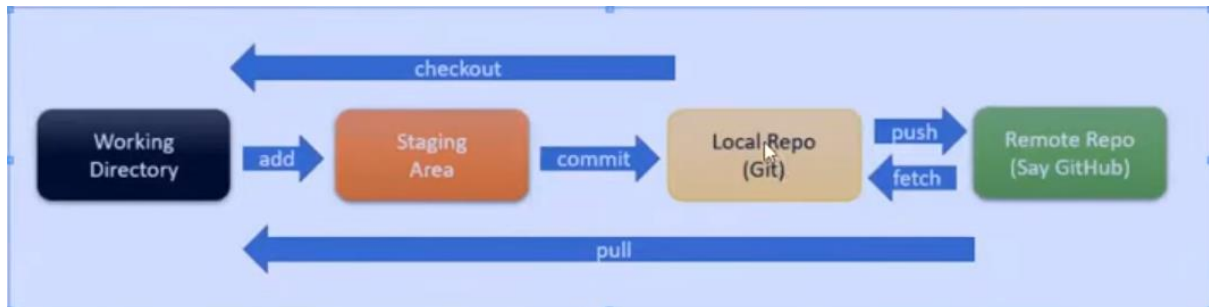 checkout
Working
Directory
add
Staging
Area
commit
Local Repo
(Git)
push
fetch
Remote Repo
(Say GitHub)
pull